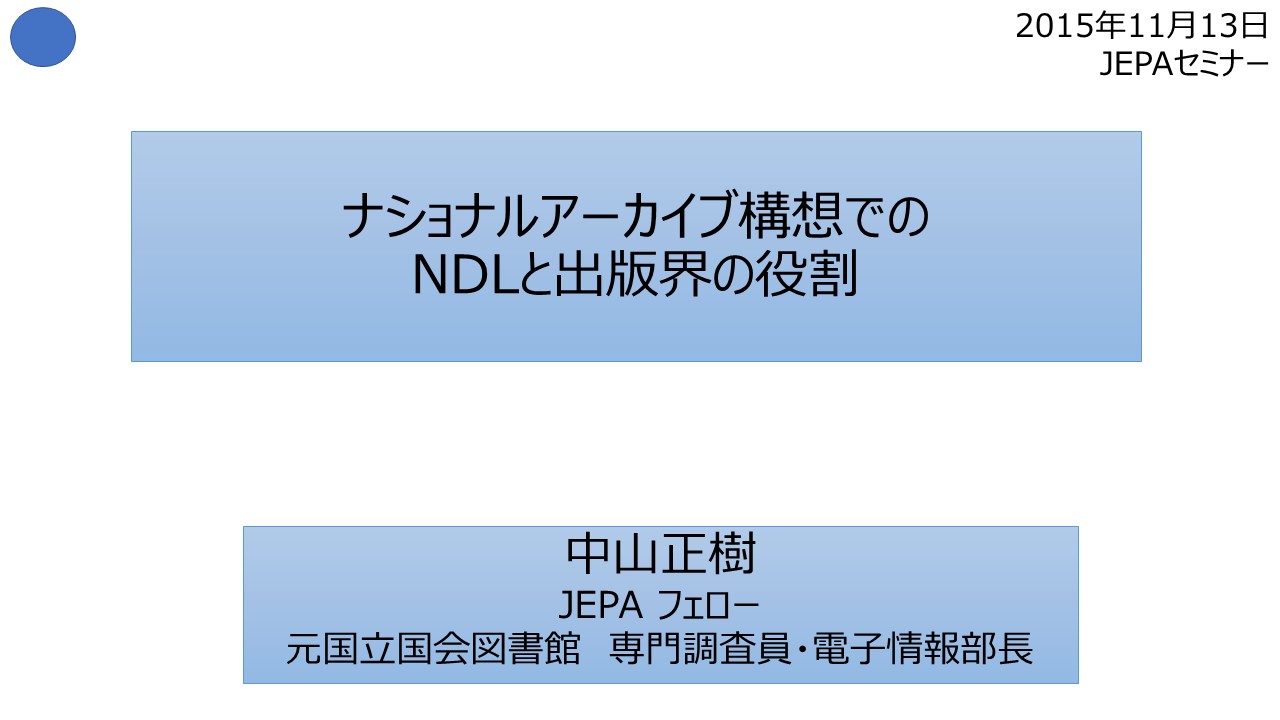 2015年11月13日
JEPAセミナー
ナショナルアーカイブ構想での
NDLと出版界の役割
中山正樹
JEPA フェロー
元国立国会図書館　専門調査員・電子情報部長